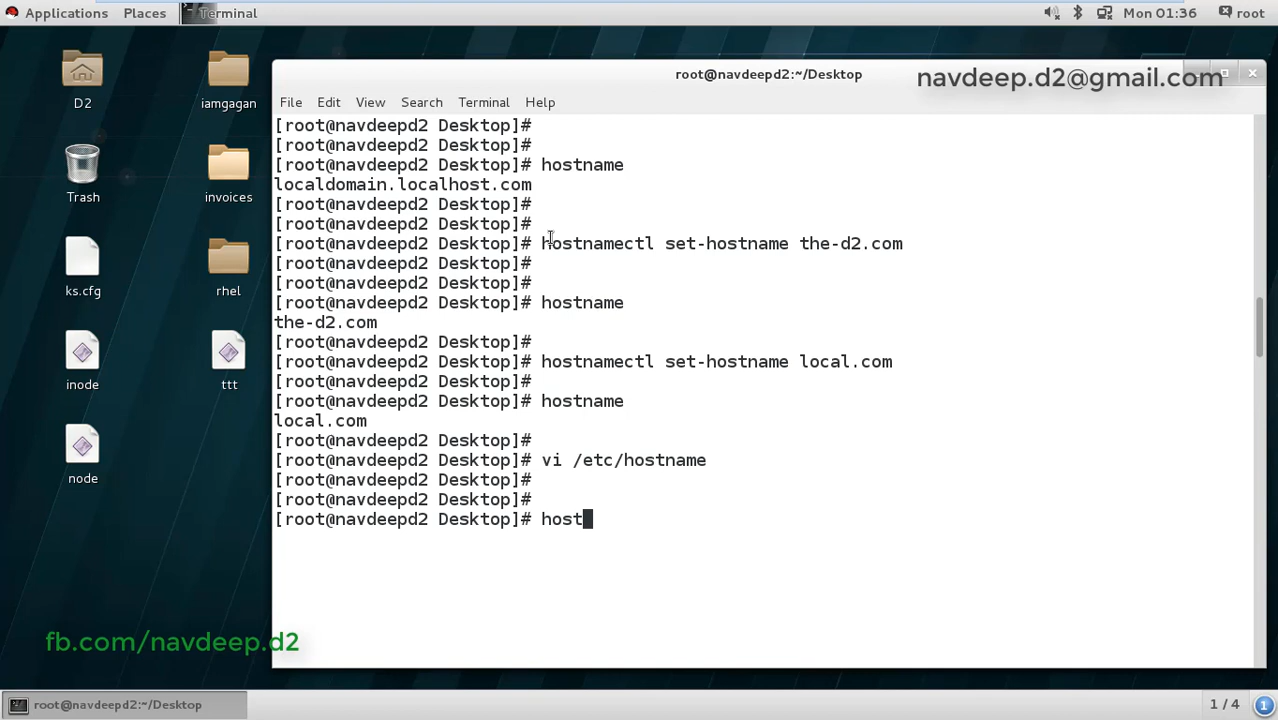 Applications Places Terminal Mon 01:36 root
root@navdeepd2:~/Desktop
navdeep.d2@gmail.com
File Edit View Search Terminal Help
D2
iamgagan
Trash
invoices
ks.cfg
rhel
inode
ttt
node
[root@navdeepd2 Desktop]#
[root@navdeepd2 Desktop]#
[root@navdeepd2 Desktop]# hostname
localdomain.localhost.com
[root@navdeepd2 Desktop]#
[root@navdeepd2 Desktop]#
[root@navdeepd2 Desktop]# hostnamectl set-hostname the-d2.com
[root@navdeepd2 Desktop]#
[root@navdeepd2 Desktop]#
[root@navdeepd2 Desktop]# hostname
the-d2.com
[root@navdeepd2 Desktop]#
[root@navdeepd2 Desktop]# hostnamectl set-hostname local.com
[root@navdeepd2 Desktop]#
[root@navdeepd2 Desktop]# hostname
local.com
[root@navdeepd2 Desktop]#
[root@navdeepd2 Desktop]# vi /etc/hostname
[root@navdeepd2 Desktop]#
[root@navdeepd2 Desktop]#
[root@navdeepd2 Desktop]# host
fb.com/navdeep.d2
root@navdeepd2:~/Desktop
1 / 4
1